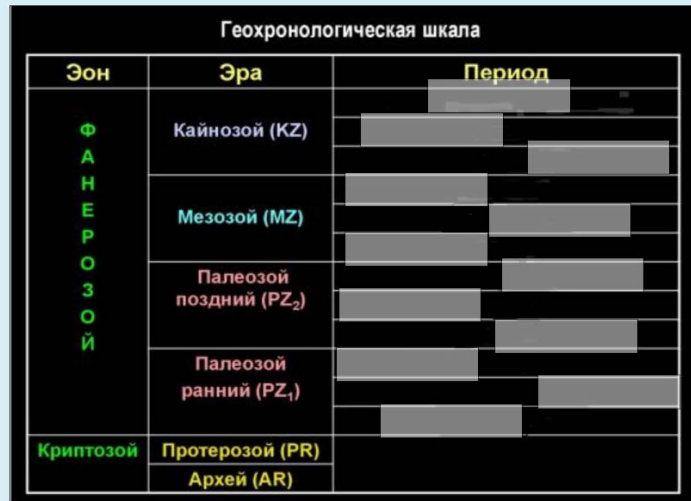 Геохронологическая шкала
Эон Эра Период
ФАНЕРОЗОЙ
Кайнозой (KZ)
Мезозой (MZ)
Палеозой
поздний (PZ₂)
Палеозой
ранний (PZ₁)
Криптозой Протерозой (PR)
Архей (AR)